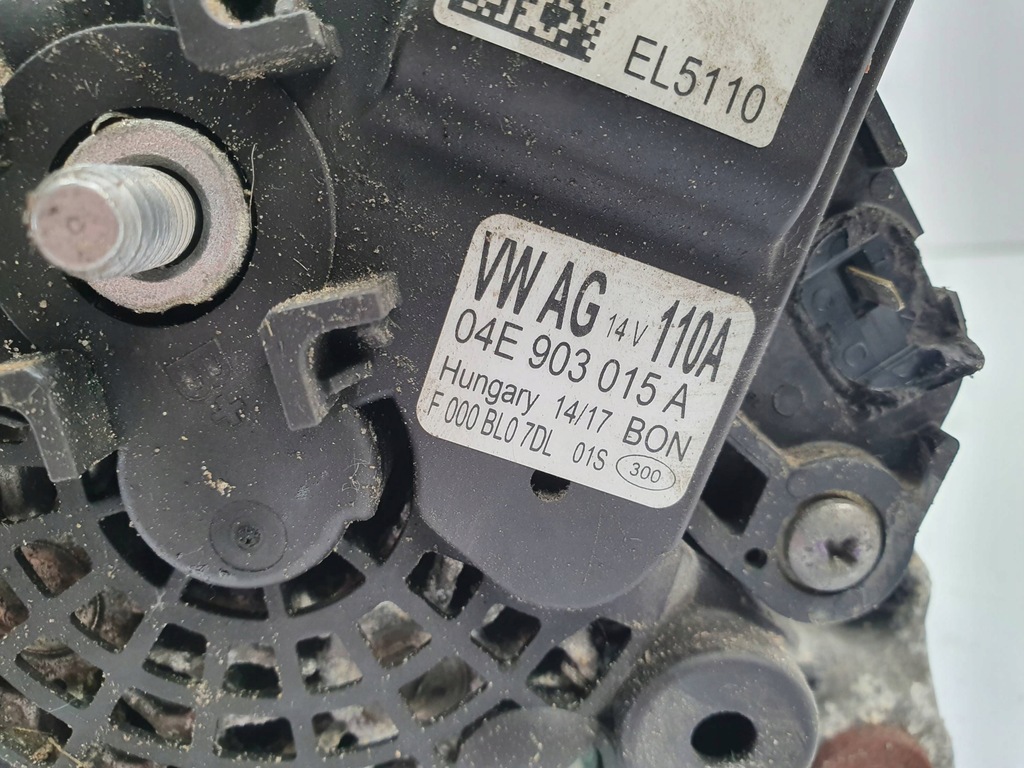 EL5110
VW AG 14V 110A
04E 903 015 A
Hungary 14/17 BON
F 000 BL0 7DL 01S 300